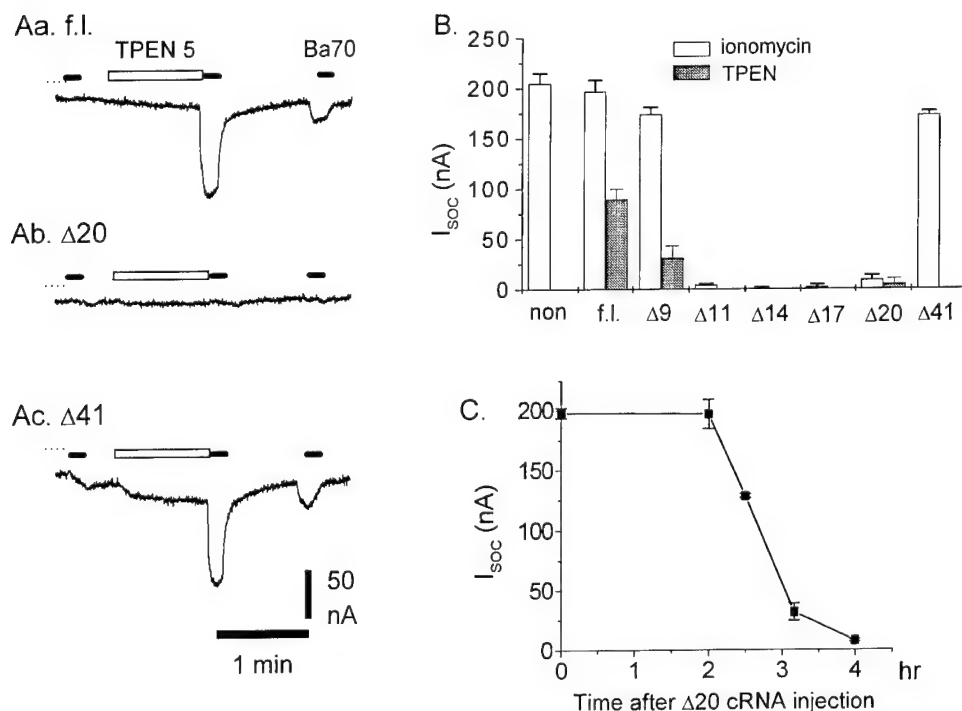 Aa. f.l.
TPEN 5
Ba70
Ab. Δ20
Ac. Δ41
50
nA
1 min
B.
ionomycin
TPEN
250
200
150
100
50
0
I_SOC (nA)
non f.l. Δ9 Δ11 Δ14 Δ17 Δ20 Δ41
C.
200
150
100
50
0
I_SOC (nA)
0 1 2 3 4 hr
Time after Δ20 cRNA injection